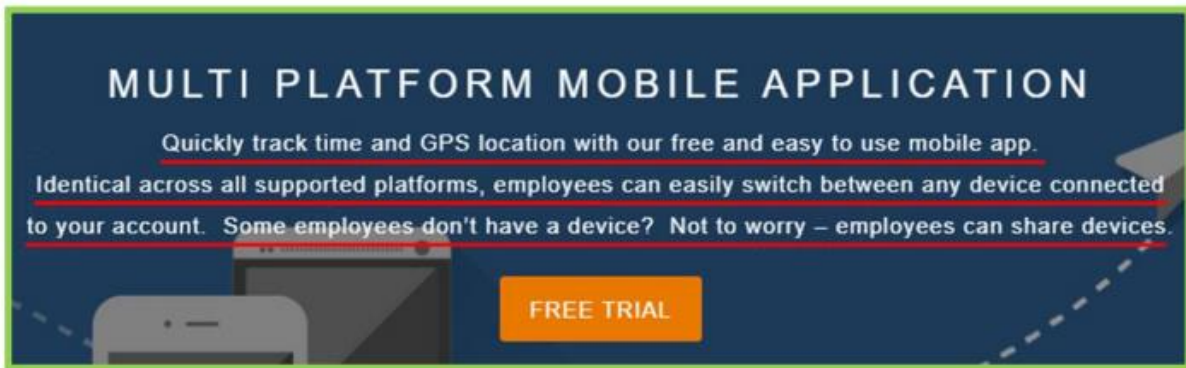 MULTI PLATFORM MOBILE APPLICATION
Quickly track time and GPS location with our free and easy to use mobile app.
Identical across all supported platforms, employees can easily switch between any device connected
to your account.  Some employees don't have a device?  Not to worry – employees can share devices.
FREE TRIAL